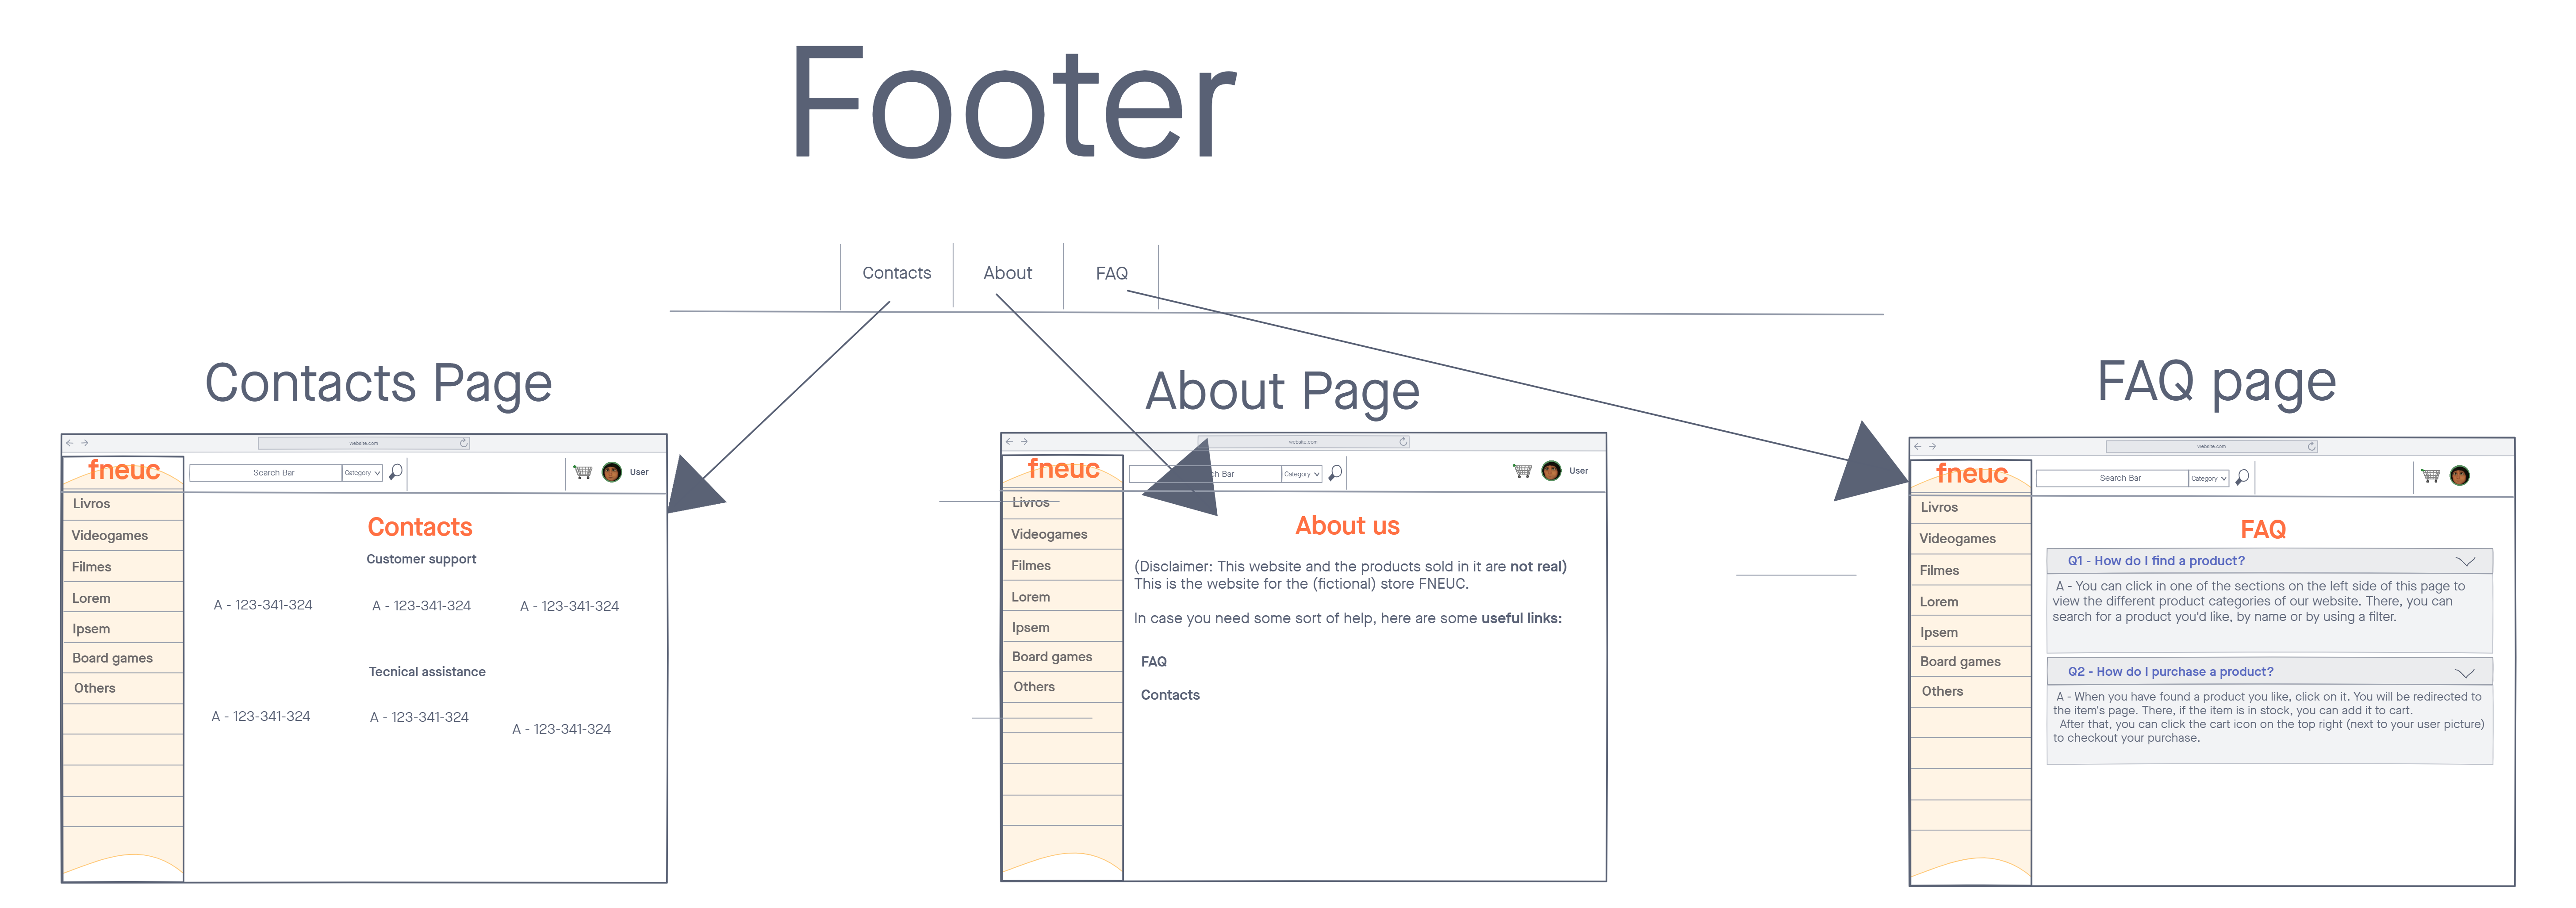 Footer
Contacts
About
FAQ
Contacts Page
website.com
fneuc
Search Bar
Category
User
Livros
Videogames
Filmes
Lorem
Ipsem
Board games
Others
Contacts
Customer support
A - 123-341-324
A - 123-341-324
A - 123-341-324
Tecnical assistance
A - 123-341-324
A - 123-341-324
A - 123-341-324
About Page
website.com
fneuc
ch Bar
Category
User
Livros
Videogames
Filmes
Lorem
Ipsem
Board games
Others
About us
(Disclaimer: This website and the products sold in it are not real)
This is the website for the (fictional) store FNEUC.
In case you need some sort of help, here are some useful links:
FAQ
Contacts
FAQ page
website.com
fneuc
Search Bar
Category
Livros
Videogames
Filmes
Lorem
Ipsem
Board games
Others
FAQ
Q1 - How do I find a product?
A - You can click in one of the sections on the left side of this page to
view the different product categories of our website. There, you can
search for a product you'd like, by name or by using a filter.
Q2 - How do I purchase a product?
A - When you have found a product you like, click on it. You will be redirected to
the item's page. There, if the item is in stock, you can add it to cart.
After that, you can click the cart icon on the top right (next to your user picture)
to checkout your purchase.